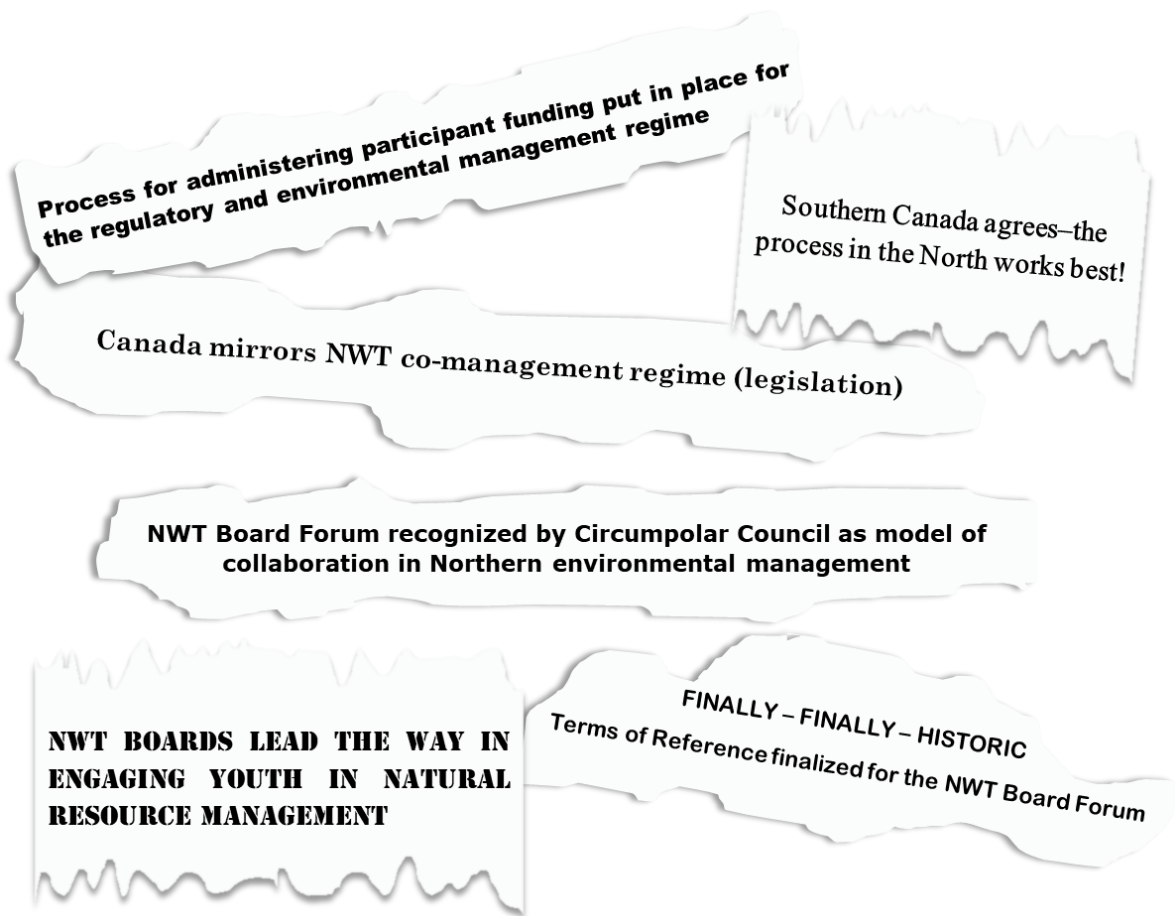 Process for administering participant funding put in place for
the regulatory and environmental management regime
Southern Canada agrees–the
process in the North works best!
Canada mirrors NWT co-management regime (legislation)
NWT Board Forum recognized by Circumpolar Council as model of
collaboration in Northern environmental management
NWT BOARDS LEAD THE WAY IN
ENGAGING YOUTH IN NATURAL
RESOURCE MANAGEMENT
FINALLY – FINALLY – HISTORIC
Terms of Reference finalized for the NWT Board Forum